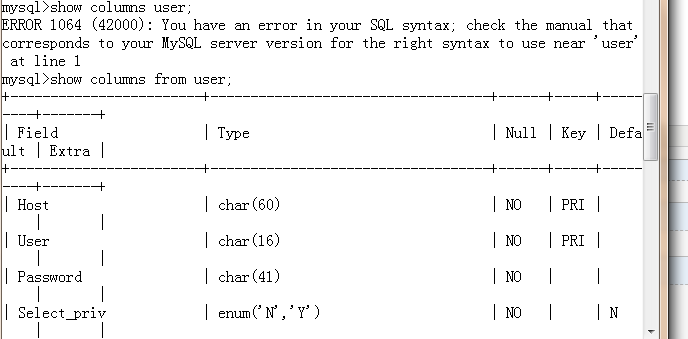 mysql>show columns user;
ERROR 1064 (42000): You have an error in your SQL syntax; check the manual that
corresponds to your MySQL server version for the right syntax to use near 'user'
 at line 1
mysql>show columns from user;
+-----------------------+---------------------------------+------+-----+-----
----+-------+
| Field | Type | Null | Key | Defa
ult | Extra |
+-----------------------+---------------------------------+------+-----+-----
----+-------+
| Host | char(60) | NO | PRI |
 | |
| User | char(16) | NO | PRI |
 | |
| Password | char(41) | NO | |
 | |
| Select_priv | enum('N','Y') | NO | | N
 | |